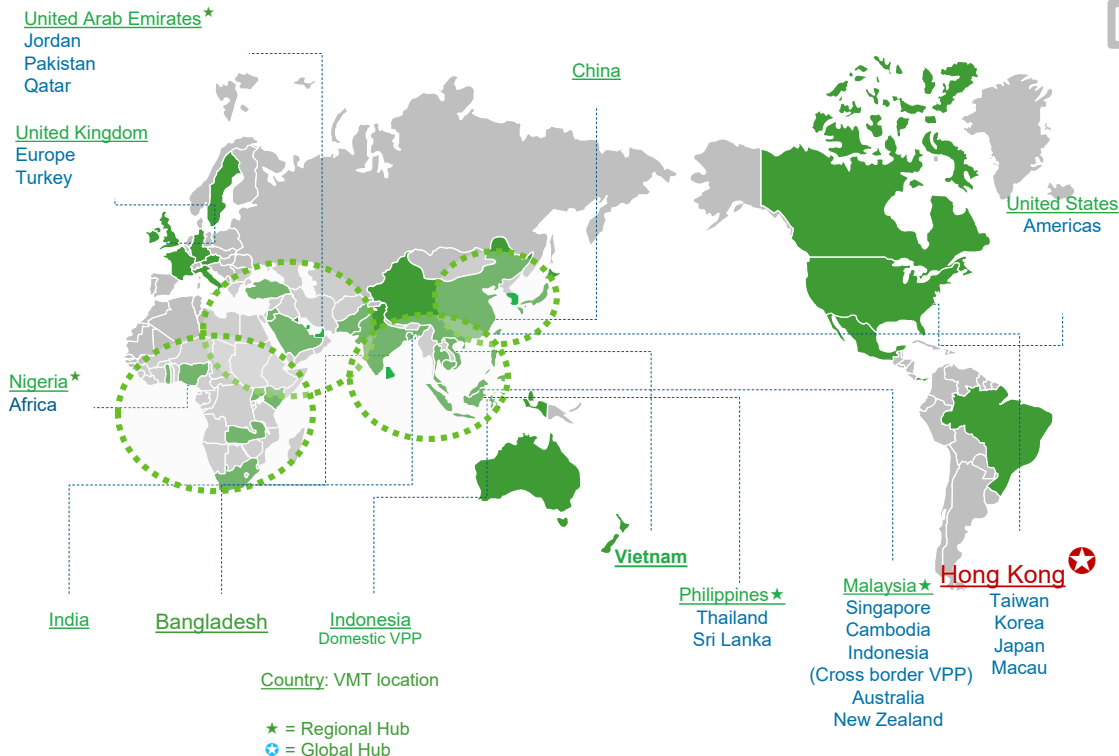 United Arab Emirates★
Jordan
Pakistan
Qatar
China
United Kingdom
Europe
Turkey
United States
Americas
Nigeria★
Africa
Vietnam
Hong Kong✪
Taiwan
Korea
Japan
Macau
Malaysia★
Singapore
Cambodia
Indonesia
(Cross border VPP)
Australia
New Zealand
Philippines★
Thailand
Sri Lanka
India
Bangladesh
Indonesia
Domestic VPP
Country: VMT location
★ = Regional Hub
✪ = Global Hub